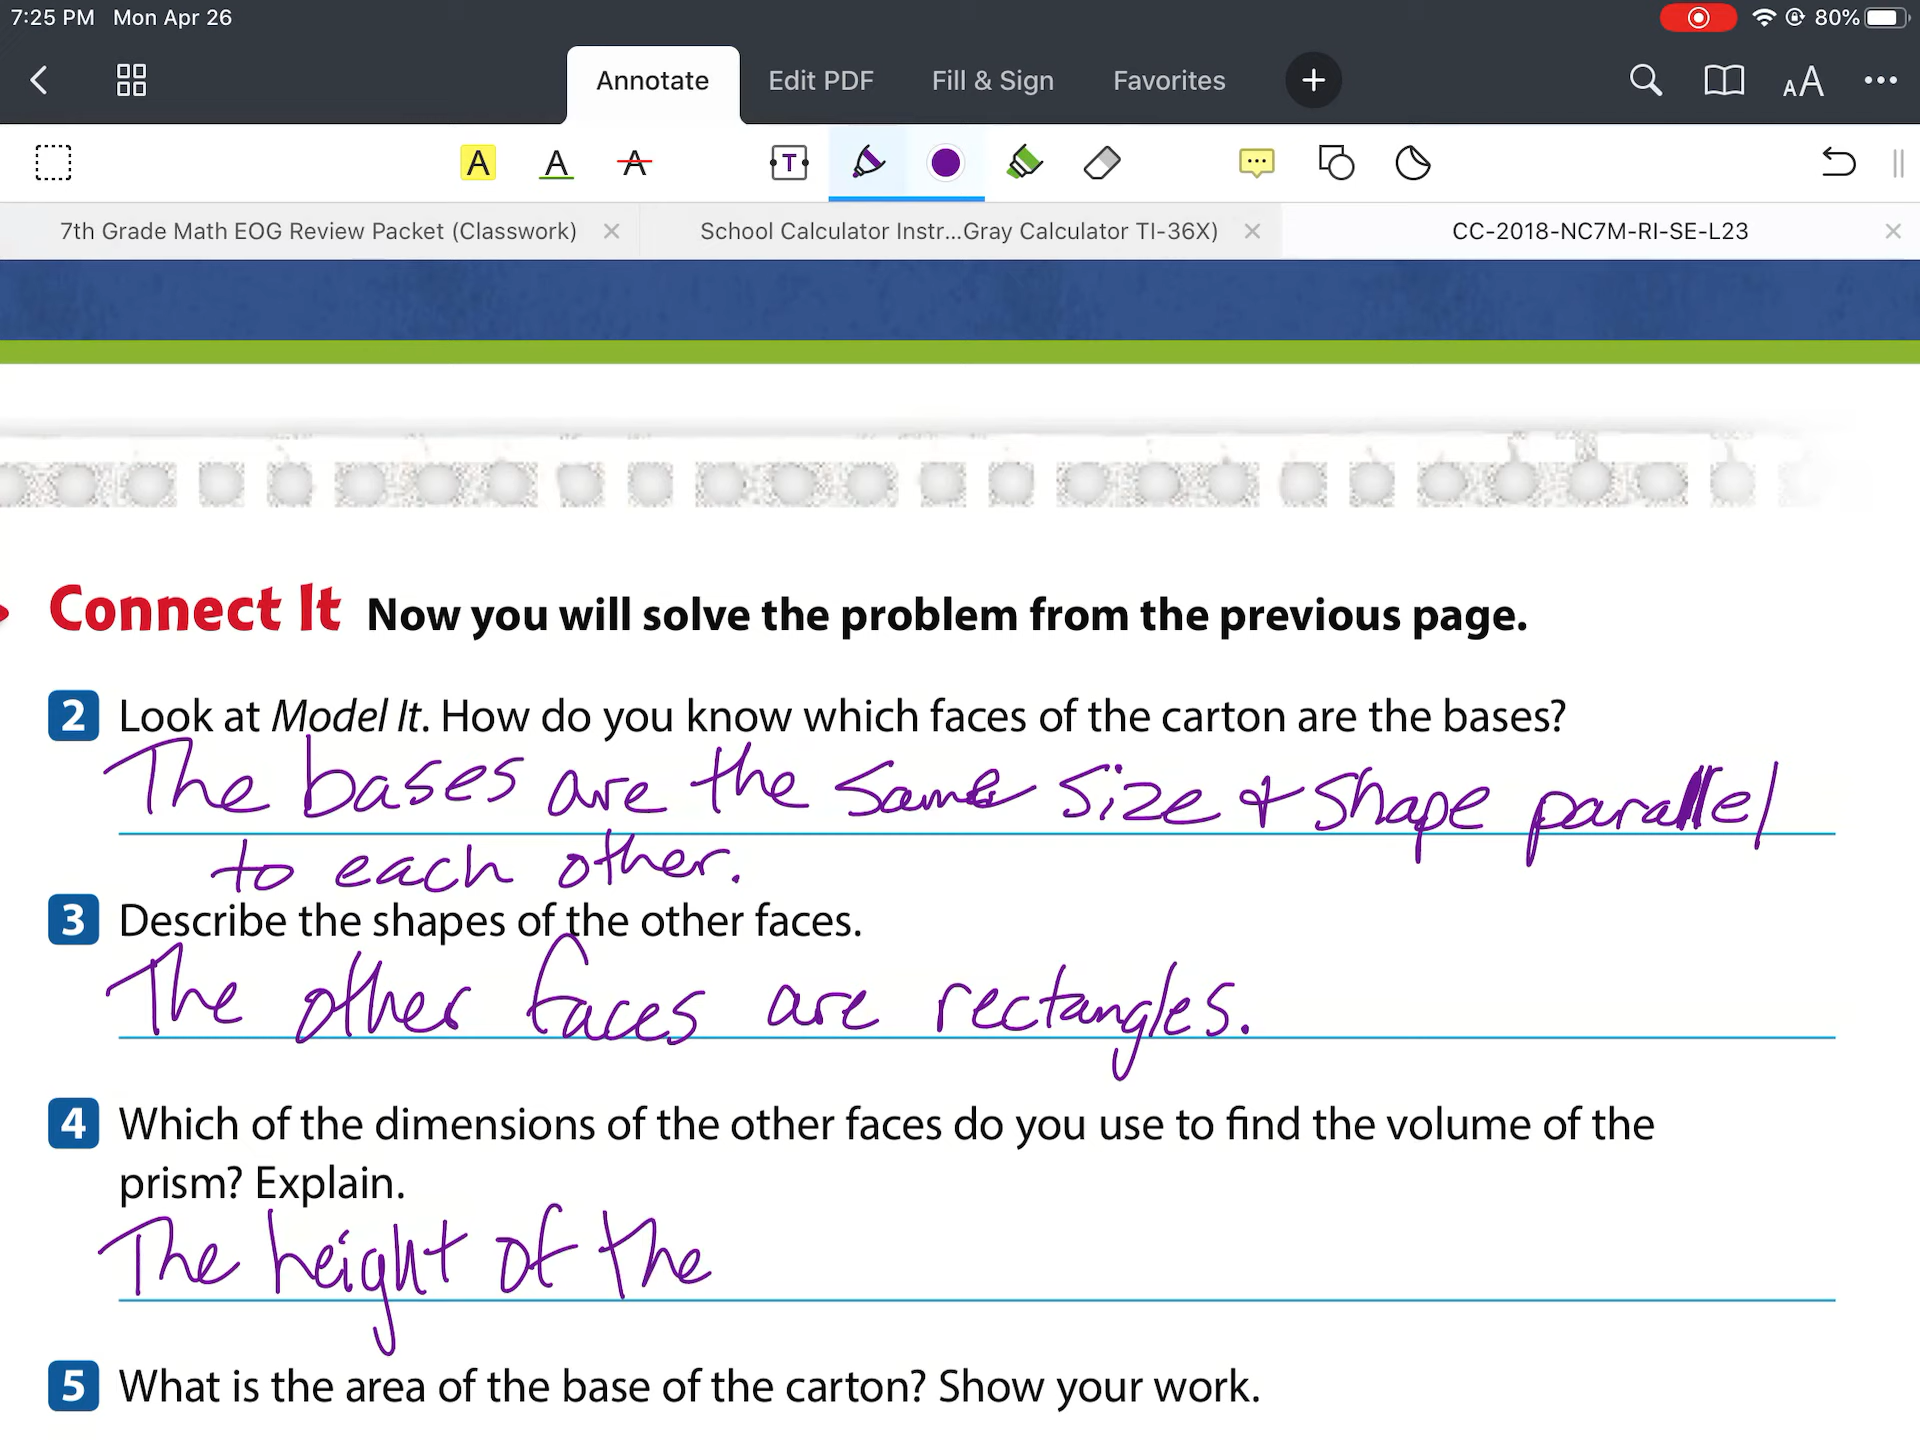 7:25 PM Mon Apr 26 80%
Annotate Edit PDF Fill & Sign Favorites +
AA
A A A T
7th Grade Math EOG Review Packet (Classwork) School Calculator Instr...Gray Calculator TI-36X) CC-2018-NC7M-RI-SE-L23
Connect It Now you will solve the problem from the previous page.
2 Look at Model It. How do you know which faces of the carton are the bases?
The bases are the same size & shape parallel
to each other.
3 Describe the shapes of the other faces.
The other faces are rectangles.
4 Which of the dimensions of the other faces do you use to find the volume of the
prism? Explain.
The height of the
5 What is the area of the base of the carton? Show your work.